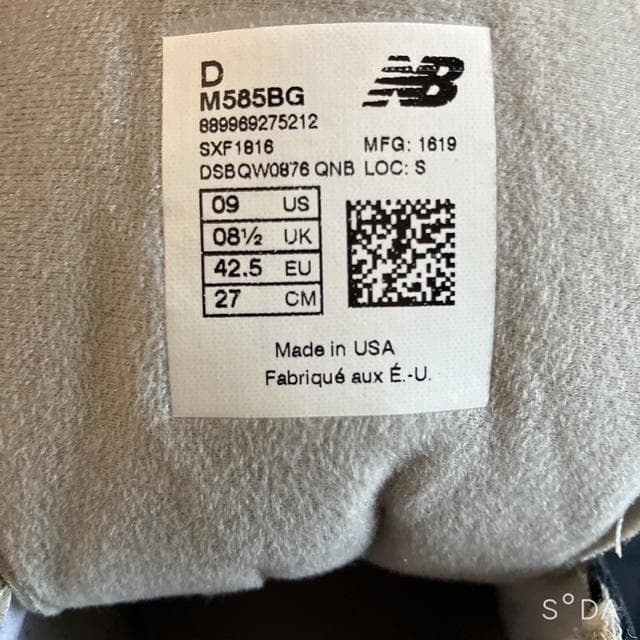 D
NB
M585BG
889969275212
SXF1816 MFG: 1619
DSBQW0876 QNB LOC: S
09 US
08½ UK
42.5 EU
27 CM
Made in USA
Fabriqué aux É.-U.
S°DA